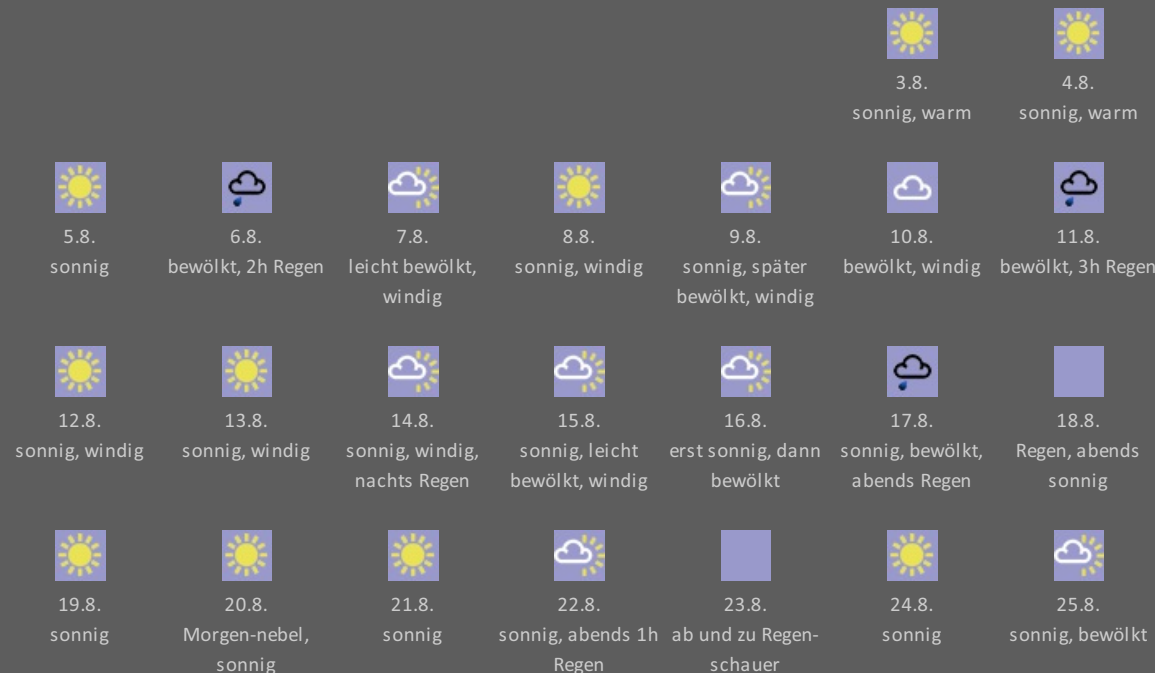 3.8.
sonnig, warm
4.8.
sonnig, warm
5.8.
sonnig
6.8.
bewölkt, 2h Regen
7.8.
leicht bewölkt,
windig
8.8.
sonnig, windig
9.8.
sonnig, später
bewölkt, windig
10.8.
bewölkt, windig
11.8.
bewölkt, 3h Regen
12.8.
sonnig, windig
13.8.
sonnig, windig
14.8.
sonnig, windig,
nachts Regen
15.8.
sonnig, leicht
bewölkt, windig
16.8.
erst sonnig, dann
bewölkt
17.8.
sonnig, bewölkt,
abends Regen
18.8.
Regen, abends
sonnig
19.8.
sonnig
20.8.
Morgen-nebel,
sonnig
21.8.
sonnig
22.8.
sonnig, abends 1h
Regen
23.8.
ab und zu Regen-
schauer
24.8.
sonnig
25.8.
sonnig, bewölkt